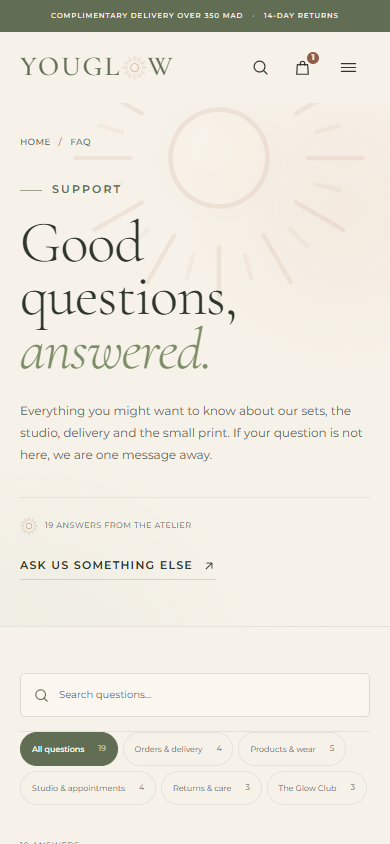 COMPLIMENTARY DELIVERY OVER 350 MAD · 14-DAY RETURNS
YOUGLOW
1
HOME / FAQ
SUPPORT
Good
questions,
answered.
Everything you might want to know about our sets, the
studio, delivery and the small print. If your question is not
here, we are one message away.
19 ANSWERS FROM THE ATELIER
ASK US SOMETHING ELSE
Search questions...
All questions 19
Orders & delivery 4
Products & wear 5
Studio & appointments 4
Returns & care 3
The Glow Club 3